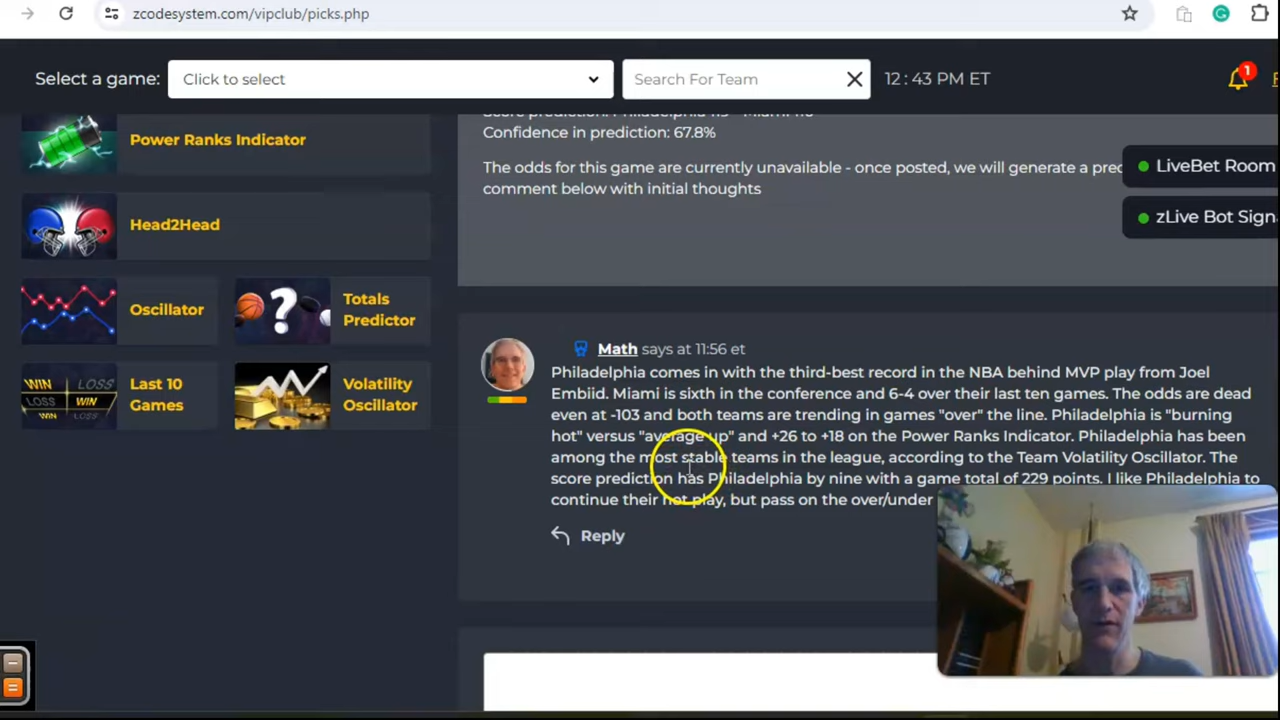 zcodesystem.com/vipclub/picks.php
Select a game:
Click to select
Search For Team
12 : 43 PM ET
1
Power Ranks Indicator
Confidence in prediction: 67.8%
The odds for this game are currently unavailable - once posted, we will generate a
comment below with initial thoughts
LiveBet Room
zLive Bot
Head2Head
Oscillator
?
Totals
Predictor
WIN LOSS
LOSS WIN
WIN LOSS
Last 10
Games
Volatility
Oscillator
Math says at 11:56 et
Philadelphia comes in with the third-best record in the NBA behind MVP play from Joel
Embiid. Miami is sixth in the conference and 6-4 over their last ten games. The odds are dead
even at -103 and both teams are trending in games "over" the line. Philadelphia is "burning
hot" versus "average up" and +26 to +18 on the Power Ranks Indicator. Philadelphia has been
among the most stable teams in the league, according to the Team Volatility Oscillator. The
score prediction has Philadelphia by nine with a game total of 229 points. I like Philadelphia to
continue their hot play, but pass on the over/under
Reply